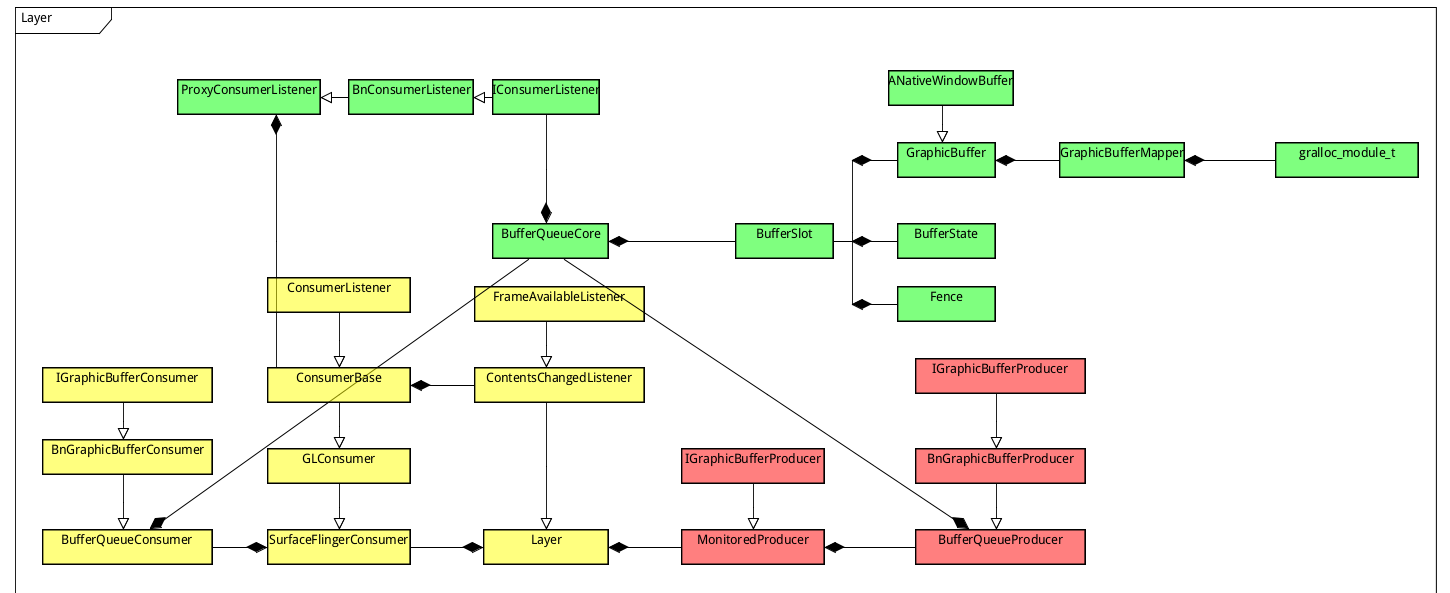 Layer
ANativeWindowBuffer
ProxyConsumerListener
BnConsumerListener
IConsumerListener
GraphicBuffer
GraphicBufferMapper
gralloc_module_t
BufferQueueCore
BufferSlot
BufferState
ConsumerListener
FrameAvailableListener
Fence
IGraphicBufferConsumer
ConsumerBase
ContentsChangedListener
IGraphicBufferProducer
BnGraphicBufferConsumer
GLConsumer
IGraphicBufferProducer
BnGraphicBufferProducer
BufferQueueConsumer
SurfaceFlingerConsumer
Layer
MonitoredProducer
BufferQueueProducer